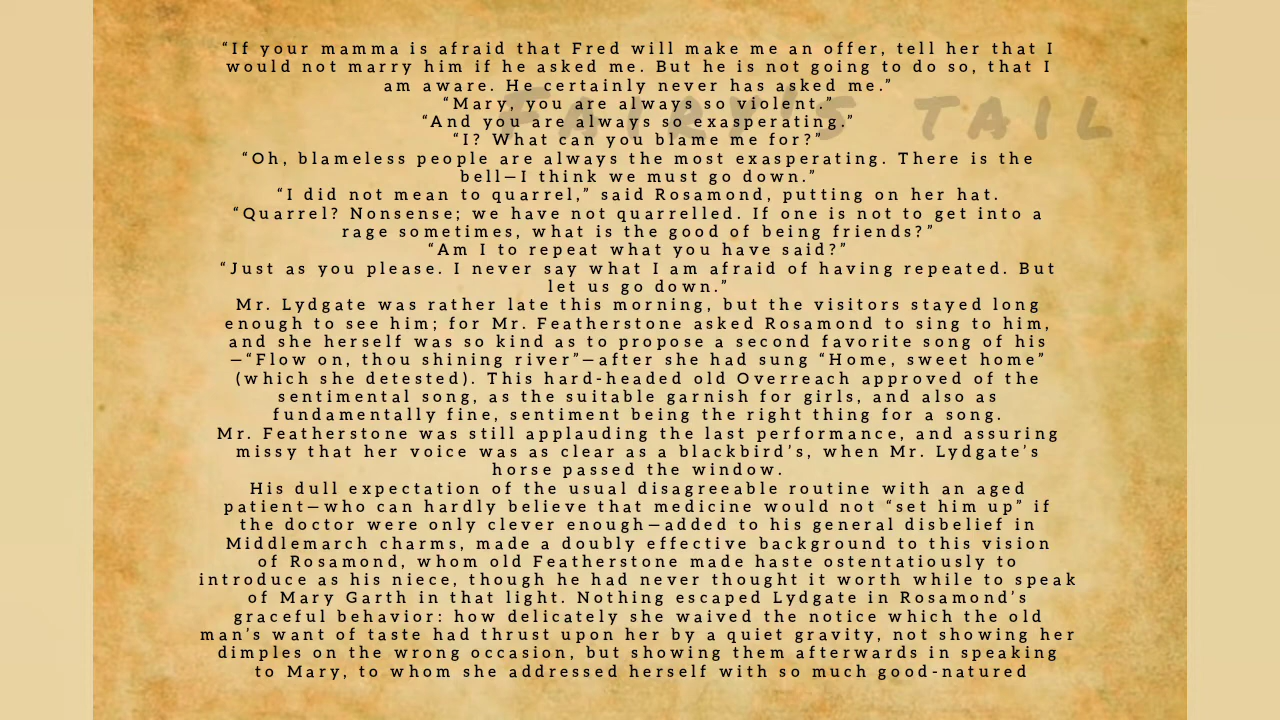 “If your mamma is afraid that Fred will make me an offer, tell her that I
would not marry him if he asked me. But he is not going to do so, that I
am aware. He certainly never has asked me.”
“Mary, you are always so violent.”
“And you are always so exasperating.”
“I? What can you blame me for?”
“Oh, blameless people are always the most exasperating. There is the
bell—I think we must go down.”
“I did not mean to quarrel,” said Rosamond, putting on her hat.
“Quarrel? Nonsense; we have not quarrelled. If one is not to get into a
rage sometimes, what is the good of being friends?”
“Am I to repeat what you have said?”
“Just as you please. I never say what I am afraid of having repeated. But
let us go down.”
Mr. Lydgate was rather late this morning, but the visitors stayed long
enough to see him; for Mr. Featherstone asked Rosamond to sing to him,
and she herself was so kind as to propose a second favorite song of his
—“Flow on, thou shining river”—after she had sung “Home, sweet home”
(which she detested). This hard-headed old Overreach approved of the
sentimental song, as the suitable garnish for girls, and also as
fundamentally fine, sentiment being the right thing for a song.
Mr. Featherstone was still applauding the last performance, and assuring
missy that her voice was as clear as a blackbird’s, when Mr. Lydgate’s
horse passed the window.
His dull expectation of the usual disagreeable routine with an aged
patient—who can hardly believe that medicine would not “set him up” if
the doctor were only clever enough—added to his general disbelief in
Middlemarch charms, made a doubly effective background to this vision
of Rosamond, whom old Featherstone made haste ostentatiously to
introduce as his niece, though he had never thought it worth while to speak
of Mary Garth in that light. Nothing escaped Lydgate in Rosamond’s
graceful behavior: how delicately she waived the notice which the old
man’s want of taste had thrust upon her by a quiet gravity, not showing her
dimples on the wrong occasion, but showing them afterwards in speaking
to Mary, to whom she addressed herself with so much good-natured
FAIRY'S TAIL